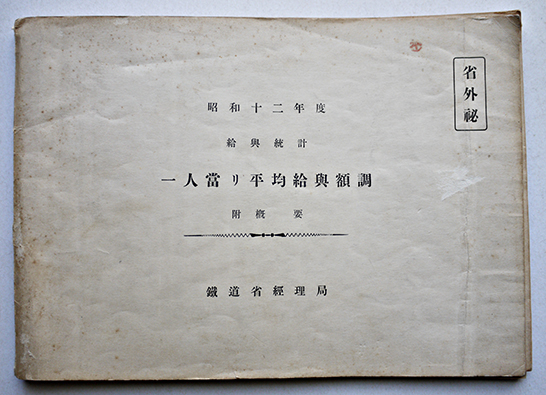 省外祕
昭和十二年度
給與統計
一人當リ平均給與額調
附概要
鐵道省經理局